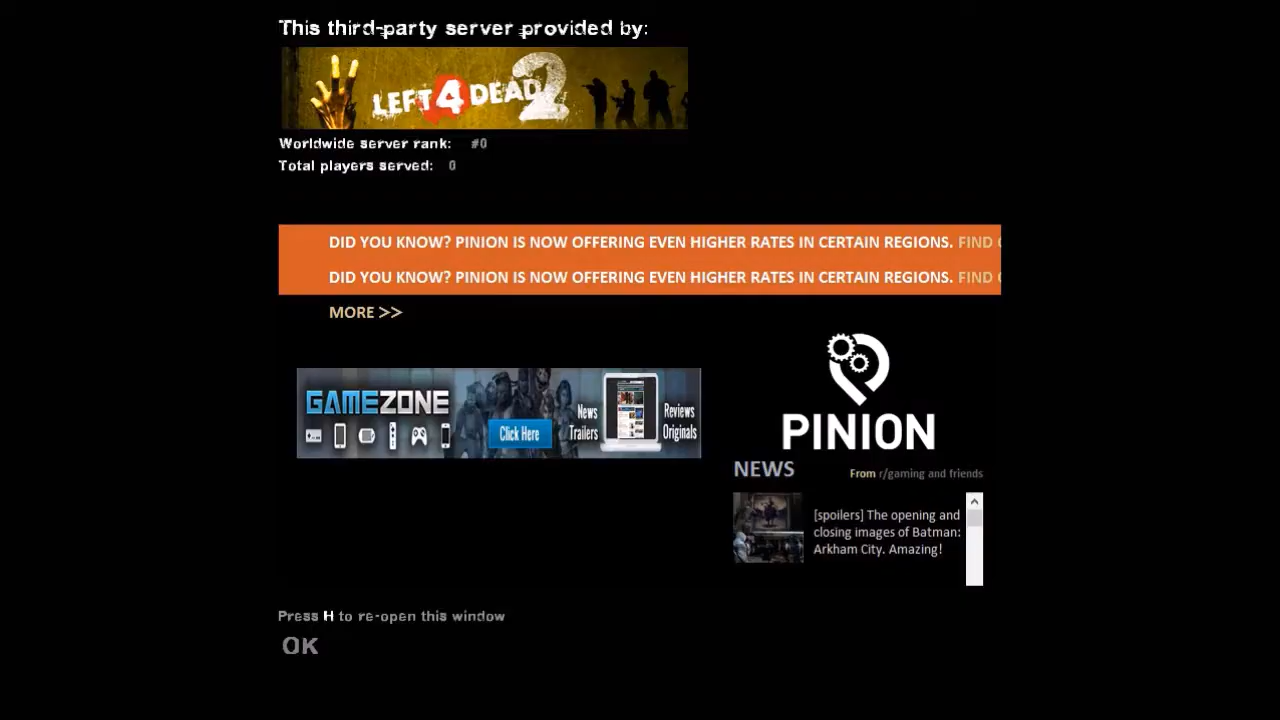 This third-party server provided by:
LEFT 4 DEAD 2
Worldwide server rank: #0
Total players served: 0
DID YOU KNOW? PINION IS NOW OFFERING EVEN HIGHER RATES IN CERTAIN REGIONS. FIND
DID YOU KNOW? PINION IS NOW OFFERING EVEN HIGHER RATES IN CERTAIN REGIONS. FIND
MORE >>
GAMEZONE
Click Here
News
Trailers
Reviews
Originals
PINION
NEWS From r/gaming and friends
[spoilers] The opening and
closing images of Batman:
Arkham City. Amazing!
Press H to re-open this window
OK